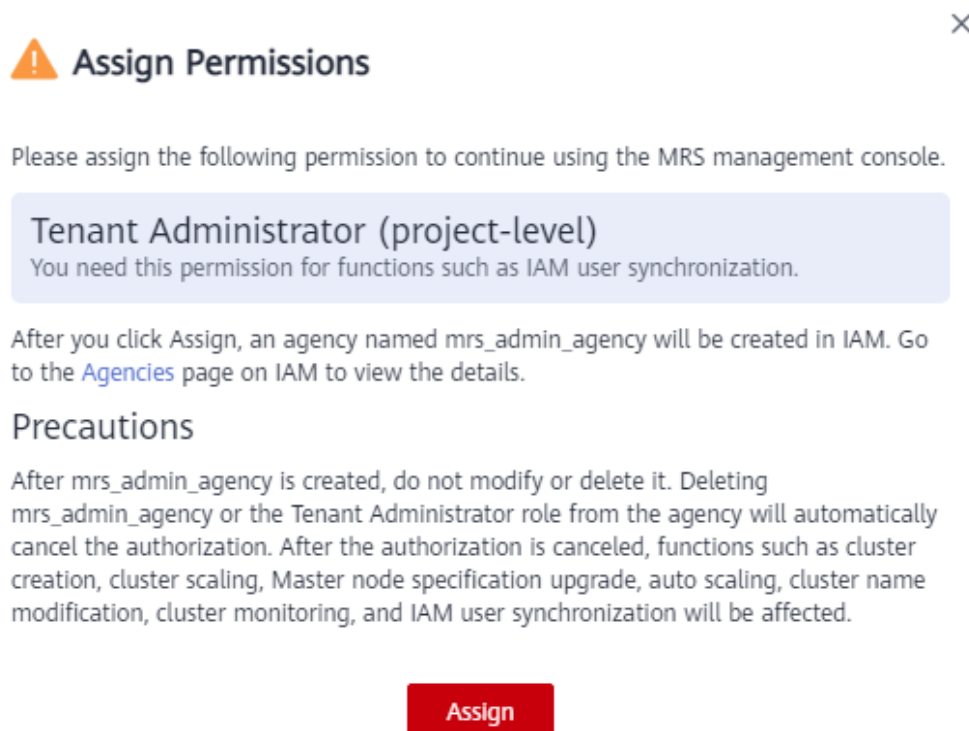 Assign Permissions
Please assign the following permission to continue using the MRS management console.
Tenant Administrator (project-level)
You need this permission for functions such as IAM user synchronization.
After you click Assign, an agency named mrs_admin_agency will be created in IAM. Go
to the Agencies page on IAM to view the details.
Precautions
After mrs_admin_agency is created, do not modify or delete it. Deleting
mrs_admin_agency or the Tenant Administrator role from the agency will automatically
cancel the authorization. After the authorization is canceled, functions such as cluster
creation, cluster scaling, Master node specification upgrade, auto scaling, cluster name
modification, cluster monitoring, and IAM user synchronization will be affected.
Assign